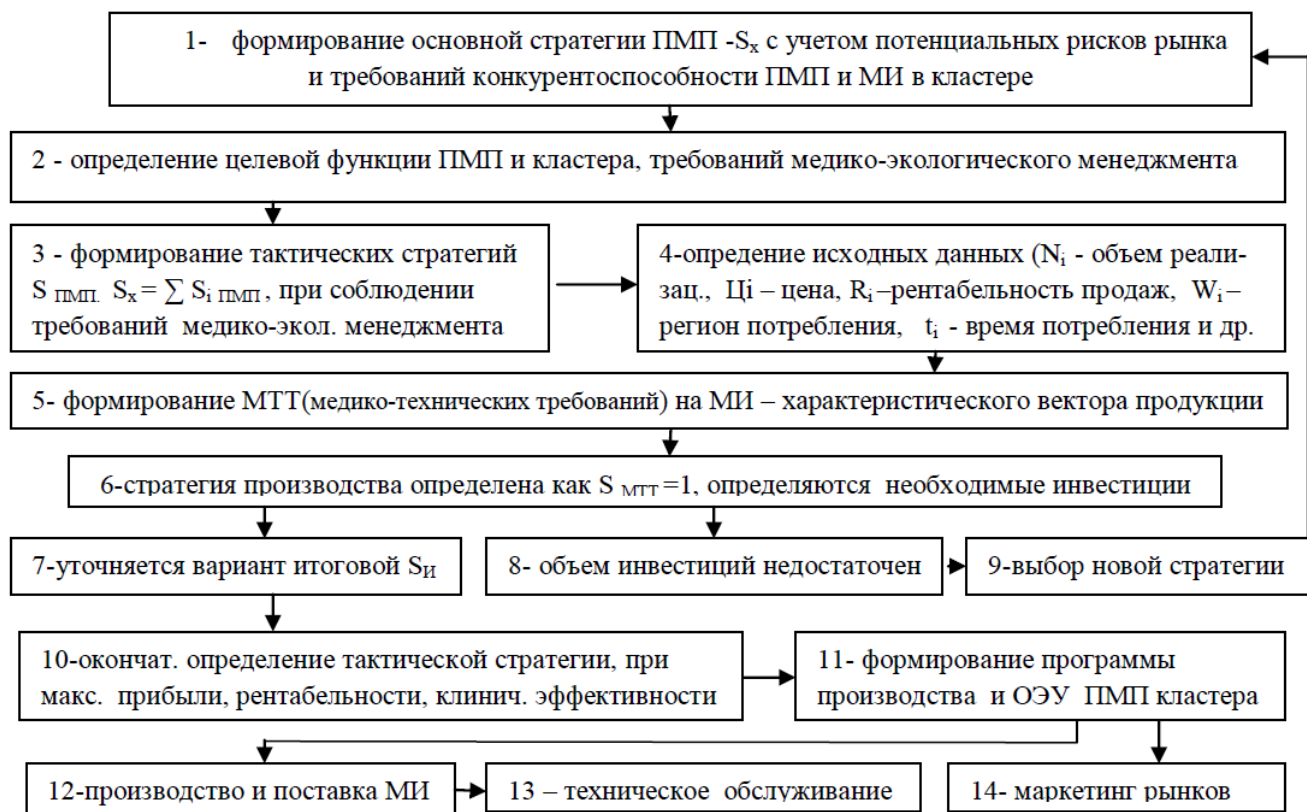 1- формирование основной стратегии ПМП -Sx с учетом потенциальных рисков рынка
и требований конкурентоспособности ПМП и МИ в кластере
2 - определение целевой функции ПМП и кластера, требований медико-экологического менеджмента
3 - формирование тактических стратегий
S ПМП. Sx = ∑ Si ПМП , при соблюдении
требований медико-экол. менеджмента
4-опредение исходных данных (Ni - объем реали-
зац., Цi – цена, Ri –рентабельность продаж, Wi –
регион потребления, ti - время потребления и др.
5- формирование МТТ(медико-технических требований) на МИ – характеристического вектора продукции
6-стратегия производства определена как S МТТ =1, определяются необходимые инвестиции
7-уточняется вариант итоговой SИ
8- объем инвестиций недостаточен
9-выбор новой стратегии
10-окончат. определение тактической стратегии, при
макс. прибыли, рентабельности, клинич. эффективности
11- формирование программы
производства и ОЭУ ПМП кластера
12-производство и поставка МИ
13 – техническое обслуживание
14- маркетинг рынков